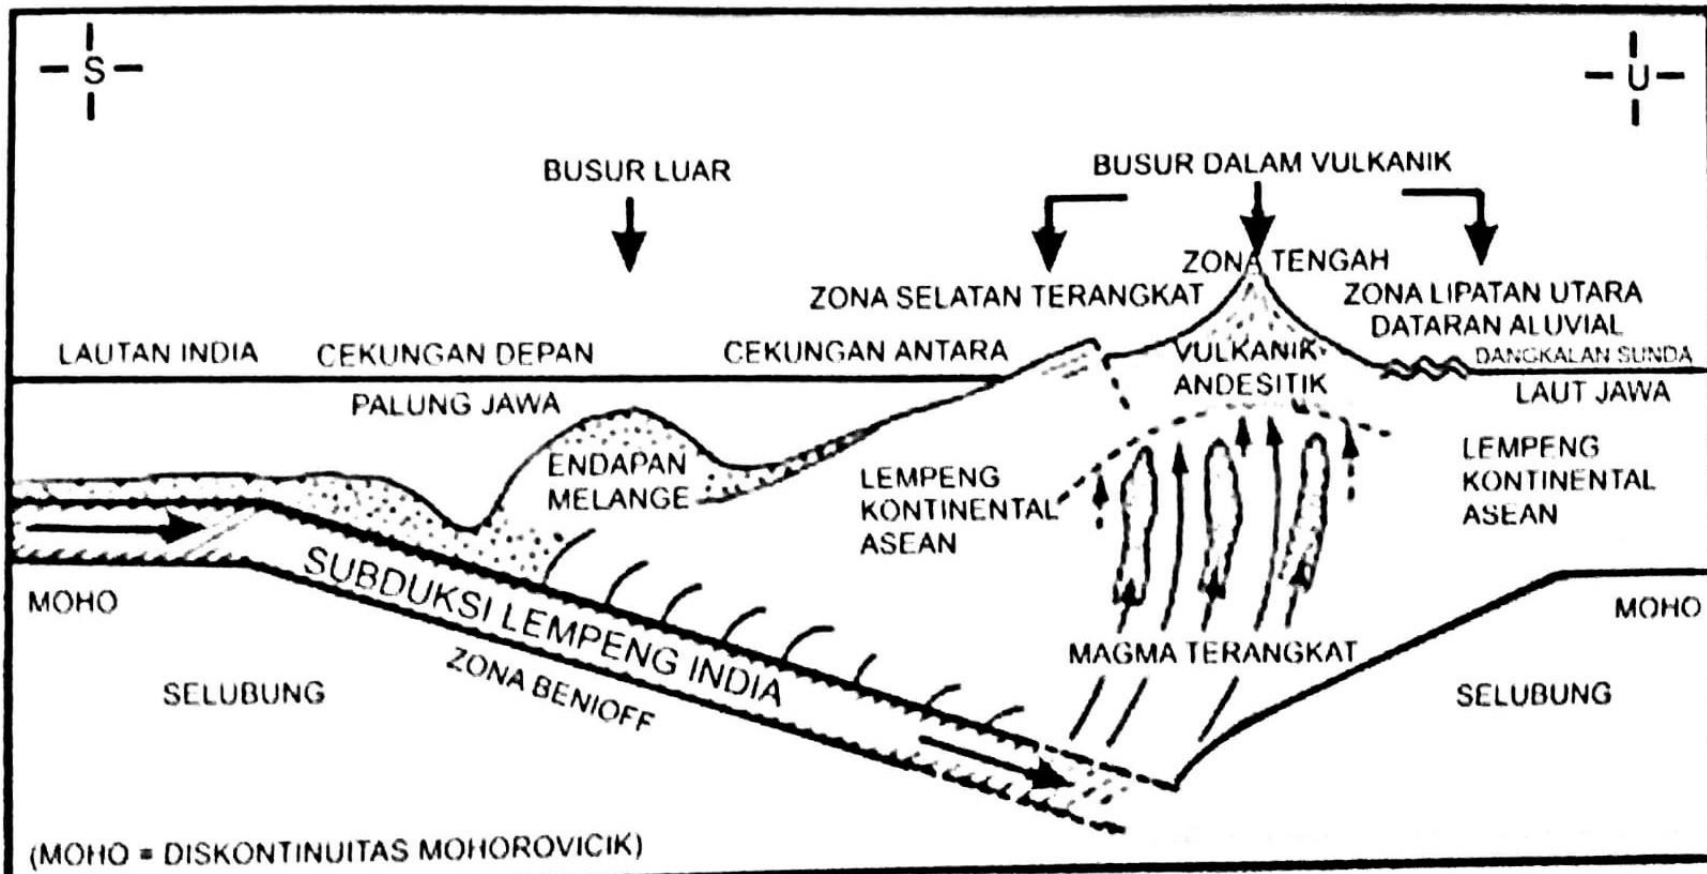 S
U
BUSUR LUAR
BUSUR DALAM VULKANIK
ZONA TENGAH
ZONA SELATAN TERANGKAT
ZONA LIPATAN UTARA
DATARAN ALUVIAL
LAUTAN INDIA
CEKUNGAN DEPAN
CEKUNGAN ANTARA
VULKANIK
ANDESITIK
DANGKALAN SUNDA
PALUNG JAWA
LAUT JAWA
ENDAPAN
MELANGE
LEMPENG
KONTINENTAL
ASEAN
LEMPENG
KONTINENTAL
ASEAN
SUBDUKSI LEMPENG INDIA
ZONA BENIOFF
MOHO
MOHO
MAGMA TERANGKAT
SELUBUNG
SELUBUNG
(MOHO = DISKONTINUITAS MOHOROVICIK)